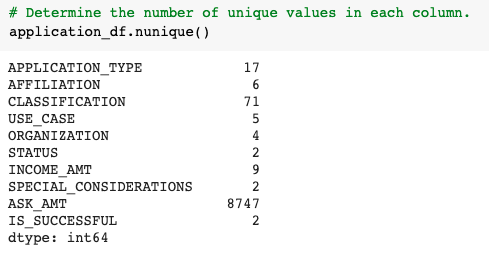 # Determine the number of unique values in each column.
application_df.nunique()
APPLICATION_TYPE 17
AFFILIATION 6
CLASSIFICATION 71
USE_CASE 5
ORGANIZATION 4
STATUS 2
INCOME_AMT 9
SPECIAL_CONSIDERATIONS 2
ASK_AMT 8747
IS_SUCCESSFUL 2
dtype: int64